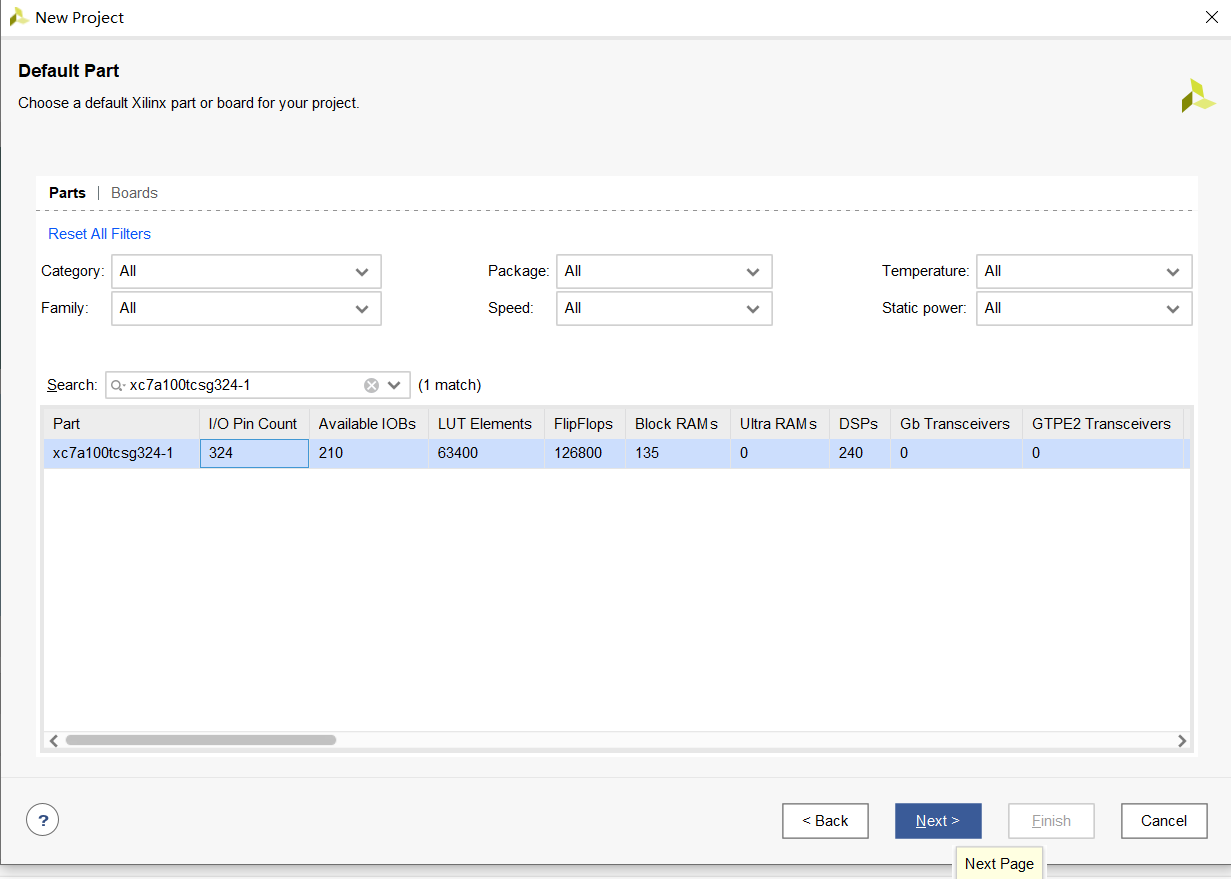 New Project
Default Part
Choose a default Xilinx part or board for your project.
Parts | Boards
Reset All Filters
Category: All Package: All Temperature: All
Family: All Speed: All Static power: All
Search: xc7a100tcsg324-1 (1 match)
Part I/O Pin Count Available IOBs LUT Elements FlipFlops Block RAMs Ultra RAMs DSPs Gb Transceivers GTPE2 Transceivers
xc7a100tcsg324-1 324 210 63400 126800 135 0 240 0 0
? < Back Next > Finish Cancel
Next Page